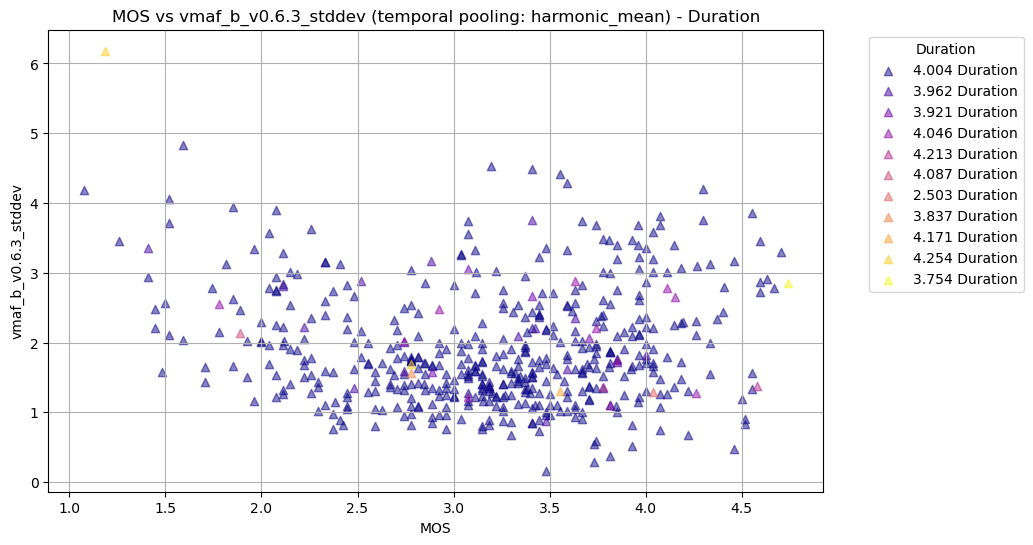 MOS vs vmaf_b_v0.6.3_stddev (temporal pooling: harmonic_mean) - Duration
vmaf_b_v0.6.3_stddev
6
5
4
3
2
1
0
1.0 1.5 2.0 2.5 3.0 3.5 4.0 4.5
MOS
Duration
4.004 Duration
3.962 Duration
3.921 Duration
4.046 Duration
4.213 Duration
4.087 Duration
2.503 Duration
3.837 Duration
4.171 Duration
4.254 Duration
3.754 Duration